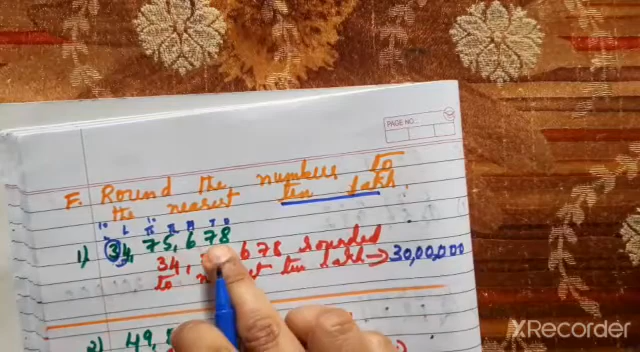 PAGE NO.
F. Round the numbers to
the nearest ten lakh.
1) 34,75,678
34, 678 rounded
to nearest ten lakh → 30,00,000
2) 49,
XRecorder